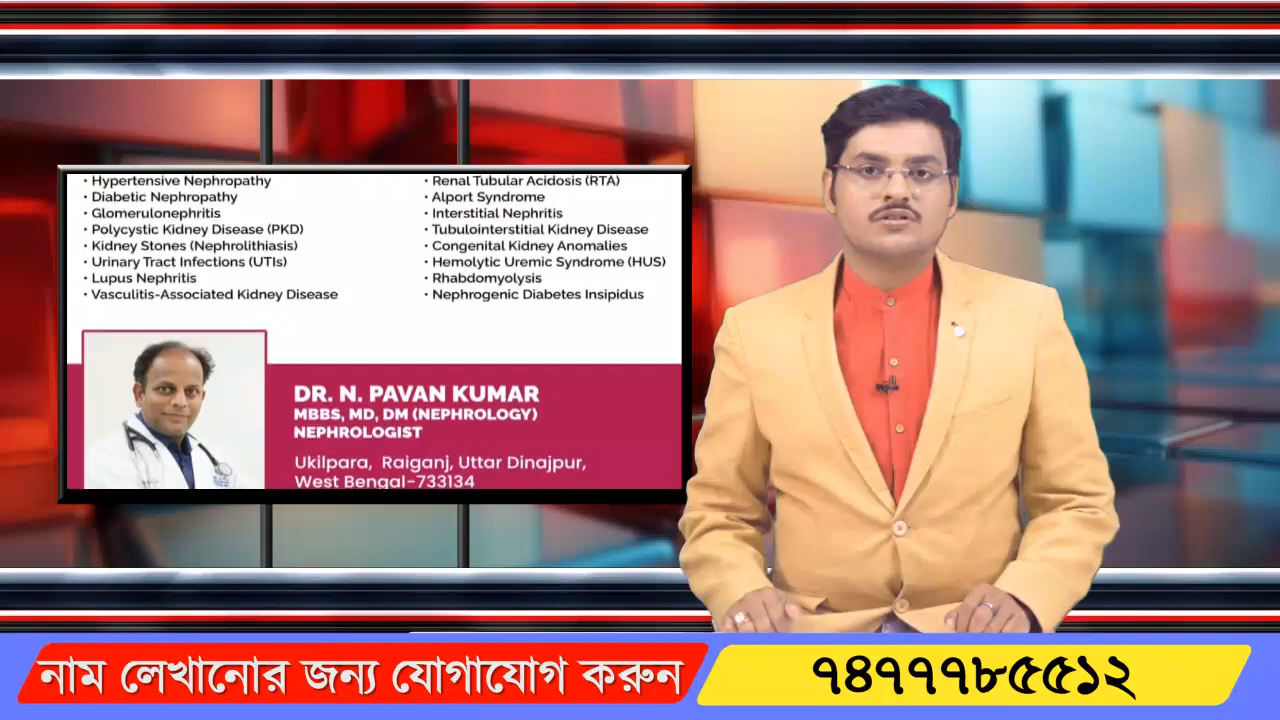 • Hypertensive Nephropathy
• Diabetic Nephropathy
• Glomerulonephritis
• Polycystic Kidney Disease (PKD)
• Kidney Stones (Nephrolithiasis)
• Urinary Tract Infections (UTIs)
• Lupus Nephritis
• Vasculitis-Associated Kidney Disease
• Renal Tubular Acidosis (RTA)
• Alport Syndrome
• Interstitial Nephritis
• Tubulointerstitial Kidney Disease
• Congenital Kidney Anomalies
• Hemolytic Uremic Syndrome (HUS)
• Rhabdomyolysis
• Nephrogenic Diabetes Insipidus
DR. N. PAVAN KUMAR
MBBS, MD, DM (NEPHROLOGY)
NEPHROLOGIST
Ukilpara, Raiganj, Uttar Dinajpur,
West Bengal-733134
নাম লেখানোর জন্য যোগাযোগ করুন
৭৪৭৭৭৮৫৫১২